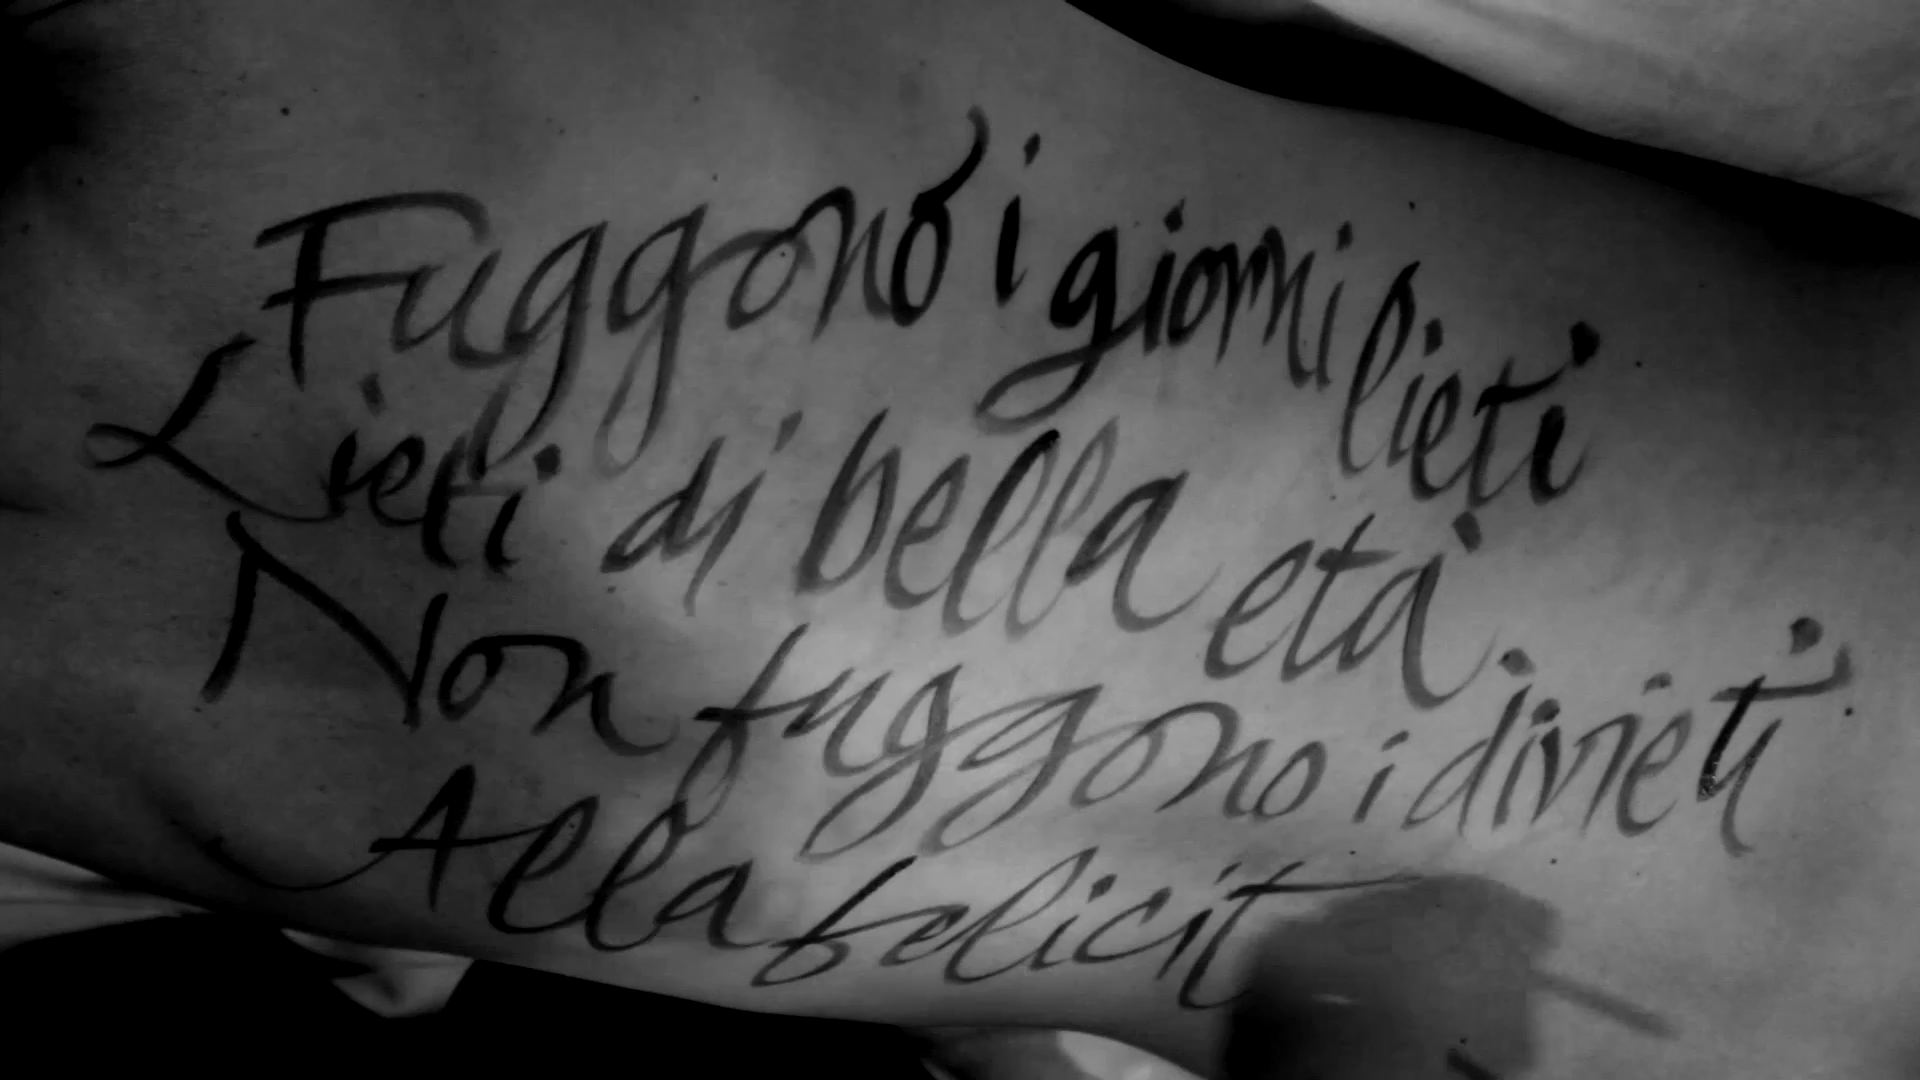 Fuggono i giorni lieti
Lieti di bella età
Non fuggono i divieti
Alla felicit